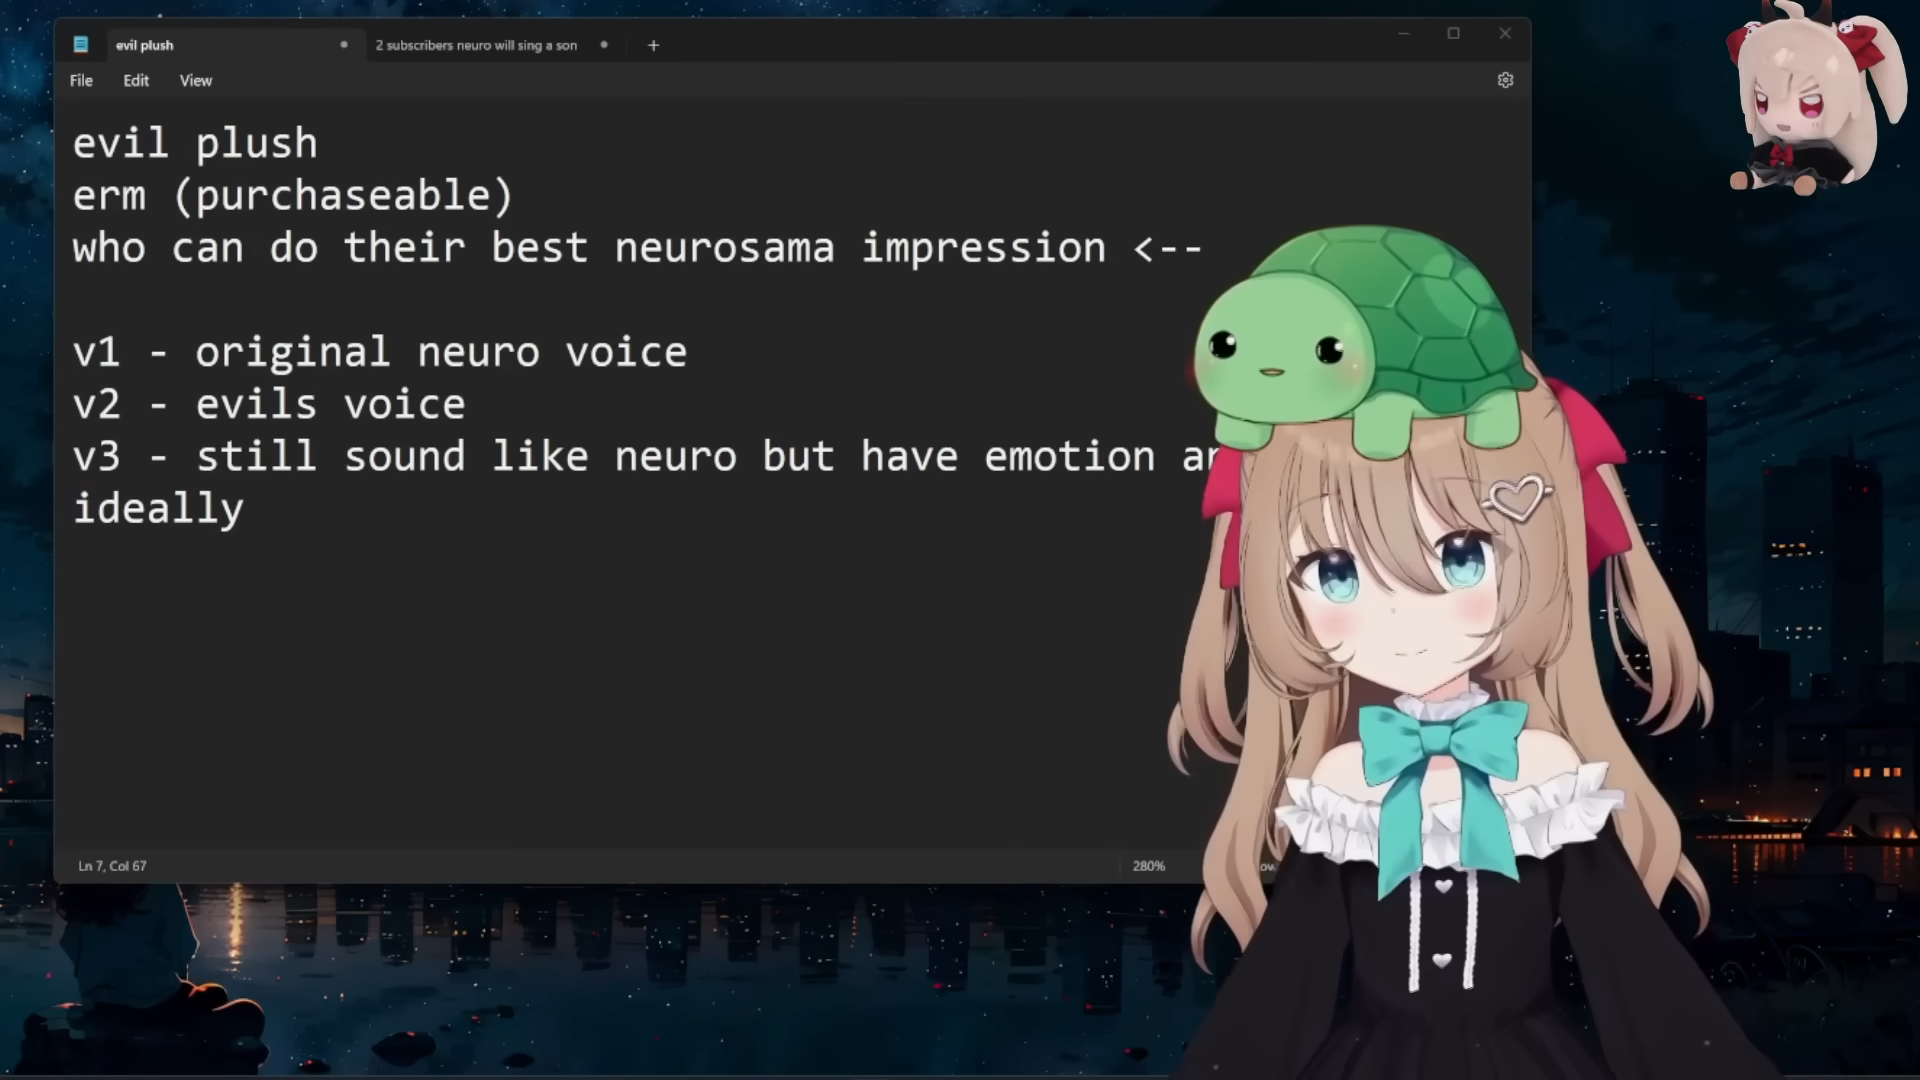 evil plush
2 subscribers neuro will sing a son
File Edit View
evil plush
erm (purchaseable)
who can do their best neurosama impression <--
v1 - original neuro voice
v2 - evils voice
v3 - still sound like neuro but have emotion
ideally
Ln 7, Col 67
280%